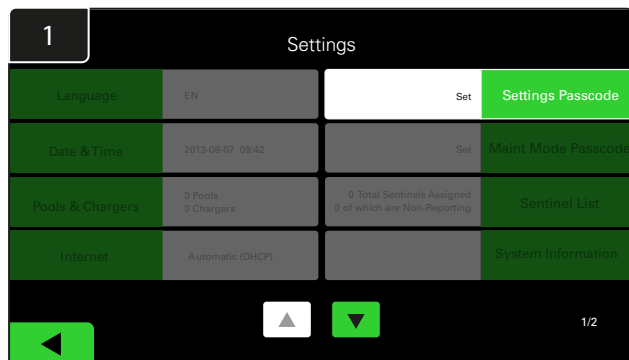 1
Settings
Language
EN
Set
Settings Passcode
Date & Time
2013-08-07 09:42
Set
Maint Mode Passcode
Pools & Chargers
0 Pools
0 Chargers
0 Total Sentinels Assigned
0 of which are Non-Reporting
Sentinel List
Internet
Automatic (DHCP)
System Information
1/2